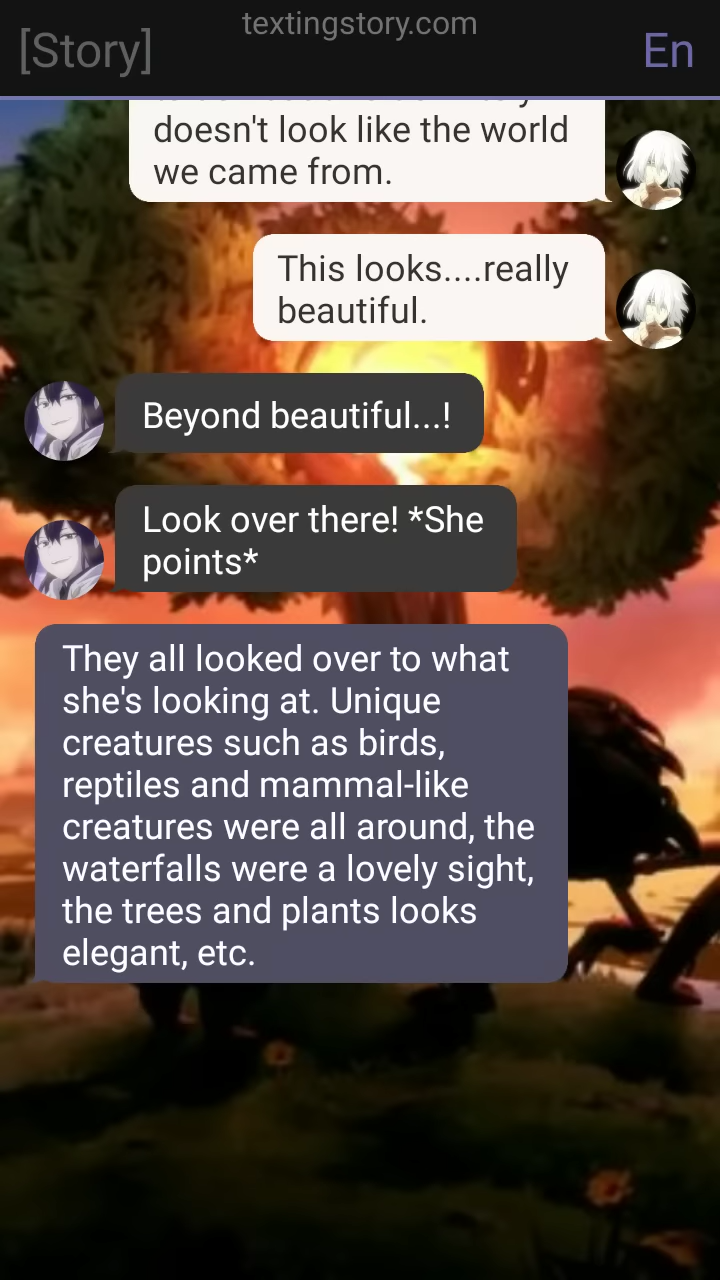 textingstory.com
[Story]
En
doesn't look like the world
we came from.
This looks....really
beautiful.
Beyond beautiful...!
Look over there! *She
points*
They all looked over to what
she's looking at. Unique
creatures such as birds,
reptiles and mammal-like
creatures were all around, the
waterfalls were a lovely sight,
the trees and plants looks
elegant, etc.